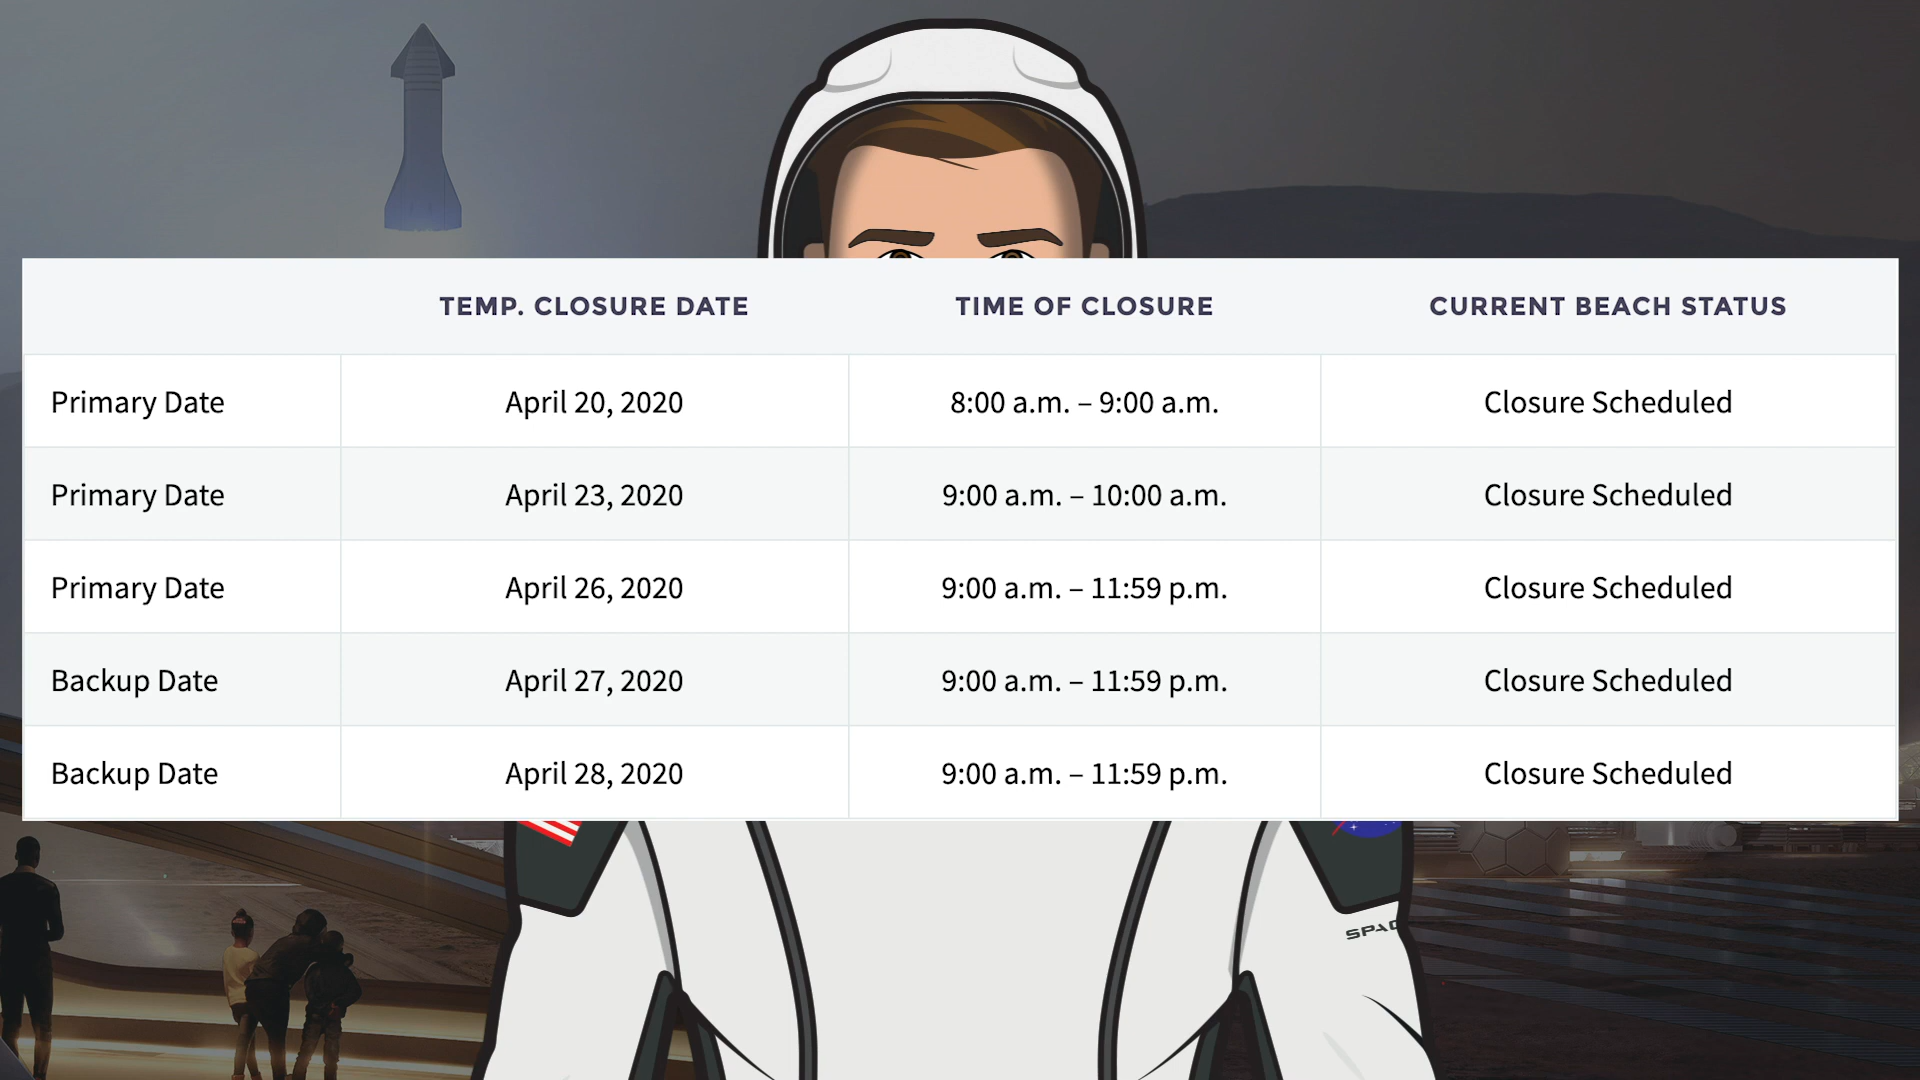 TEMP. CLOSURE DATE TIME OF CLOSURE CURRENT BEACH STATUS
Primary Date April 20, 2020 8:00 a.m. – 9:00 a.m. Closure Scheduled
Primary Date April 23, 2020 9:00 a.m. – 10:00 a.m. Closure Scheduled
Primary Date April 26, 2020 9:00 a.m. – 11:59 p.m. Closure Scheduled
Backup Date April 27, 2020 9:00 a.m. – 11:59 p.m. Closure Scheduled
Backup Date April 28, 2020 9:00 a.m. – 11:59 p.m. Closure Scheduled
SPAC